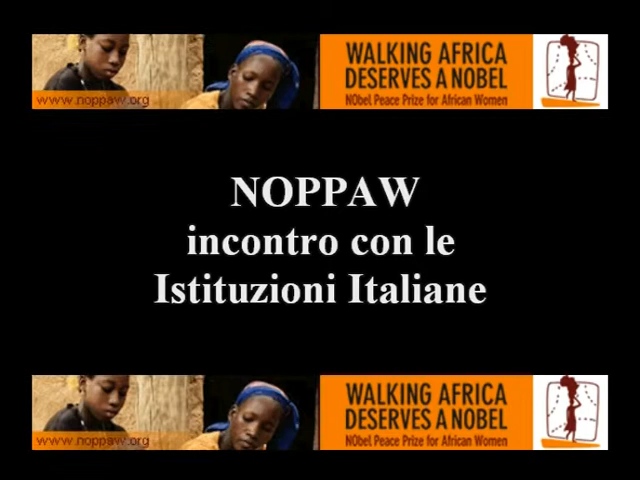 www.noppaw.org
WALKING AFRICA
DESERVES A NOBEL
NObel Peace Prize for African Women
NOPPAW
incontro con le
Istituzioni Italiane
www.noppaw.org
WALKING AFRICA
DESERVES A NOBEL
NObel Peace Prize for African Women